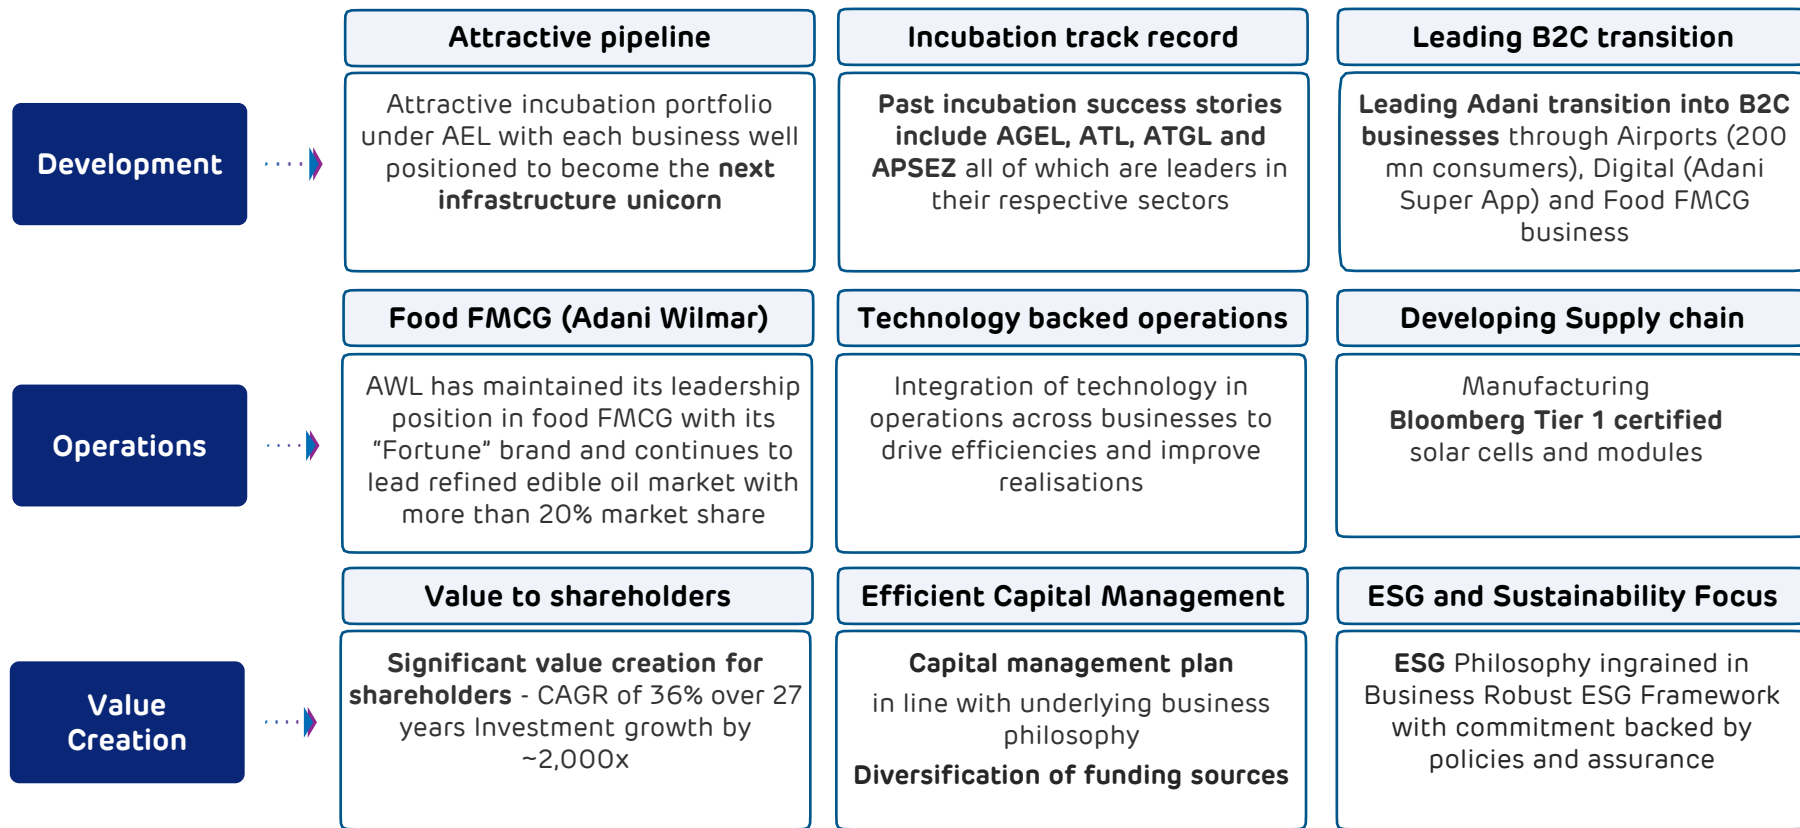 Attractive pipeline
Incubation track record
Leading B2C transition
Development
Attractive incubation portfolio
under AEL with each business well
positioned to become the next
infrastructure unicorn
Past incubation success stories
include AGEL, ATL, ATGL and
APSEZ all of which are leaders in
their respective sectors
Leading Adani transition into B2C
businesses through Airports (200
mn consumers), Digital (Adani
Super App) and Food FMCG
business
Food FMCG (Adani Wilmar)
Technology backed operations
Developing Supply chain
Operations
AWL has maintained its leadership
position in food FMCG with its
“Fortune” brand and continues to
lead refined edible oil market with
more than 20% market share
Integration of technology in
operations across businesses to
drive efficiencies and improve
realisations
Manufacturing
Bloomberg Tier 1 certified
solar cells and modules
Value to shareholders
Efficient Capital Management
ESG and Sustainability Focus
Value
Creation
Significant value creation for
shareholders - CAGR of 36% over 27
years Investment growth by
~2,000x
Capital management plan
in line with underlying business
philosophy
Diversification of funding sources
ESG Philosophy ingrained in
Business Robust ESG Framework
with commitment backed by
policies and assurance